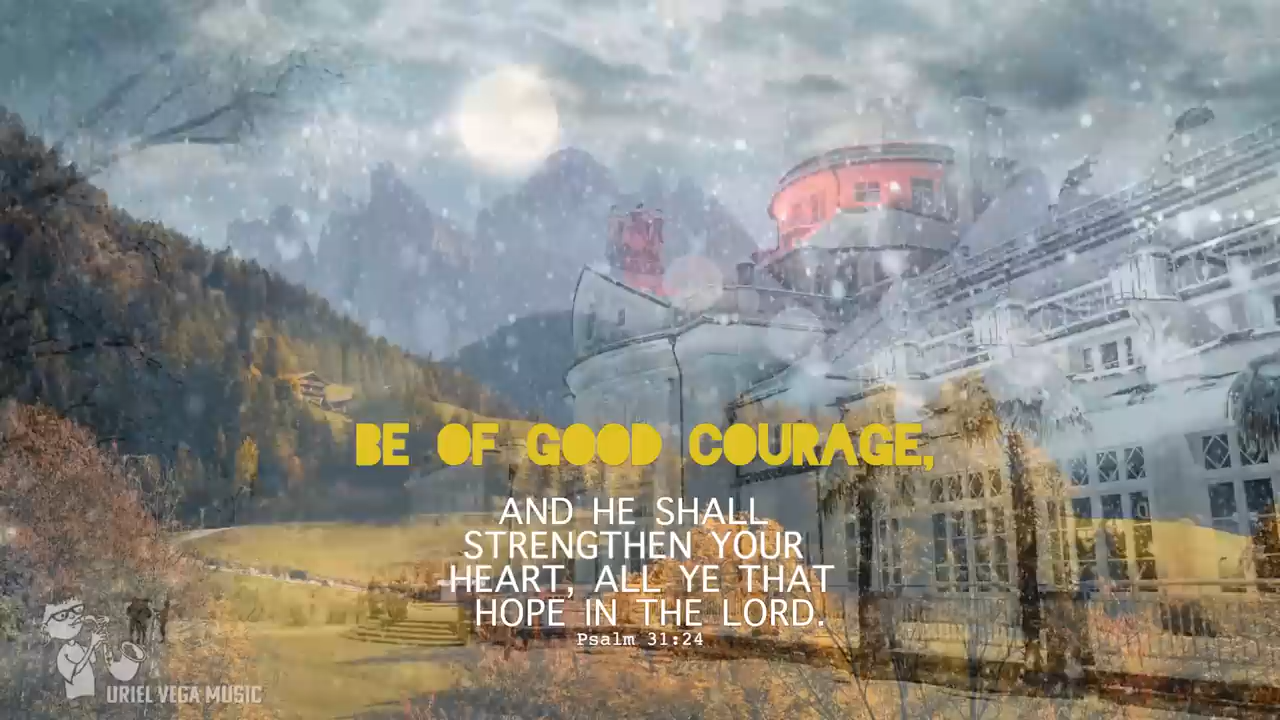 BE OF GOOD COURAGE,
AND HE SHALL
STRENGTHEN YOUR
HEART, ALL YE THAT
HOPE IN THE LORD.
Psalm 31:24
URIEL VEGA MUSIC